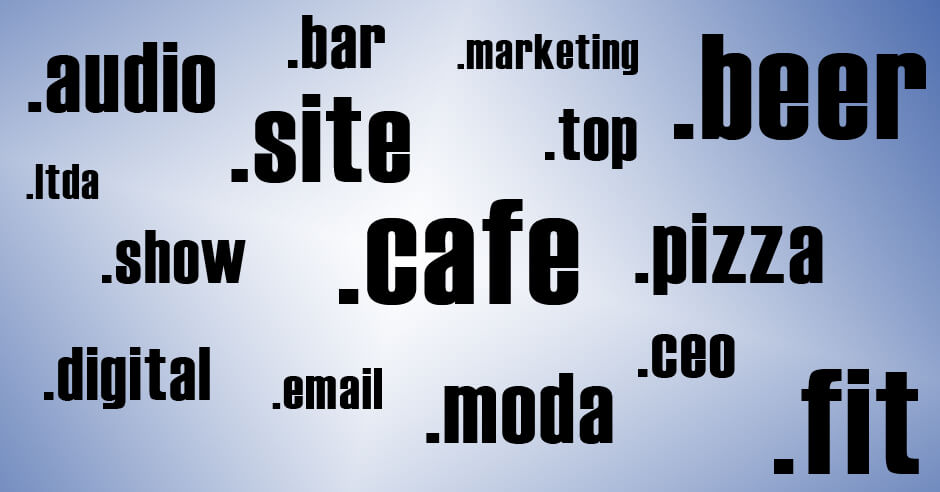 .audio
.bar
.marketing
.beer
.site
.top
.ltda
.cafe
.show
.pizza
.digital
.email
.moda
.ceo
.fit